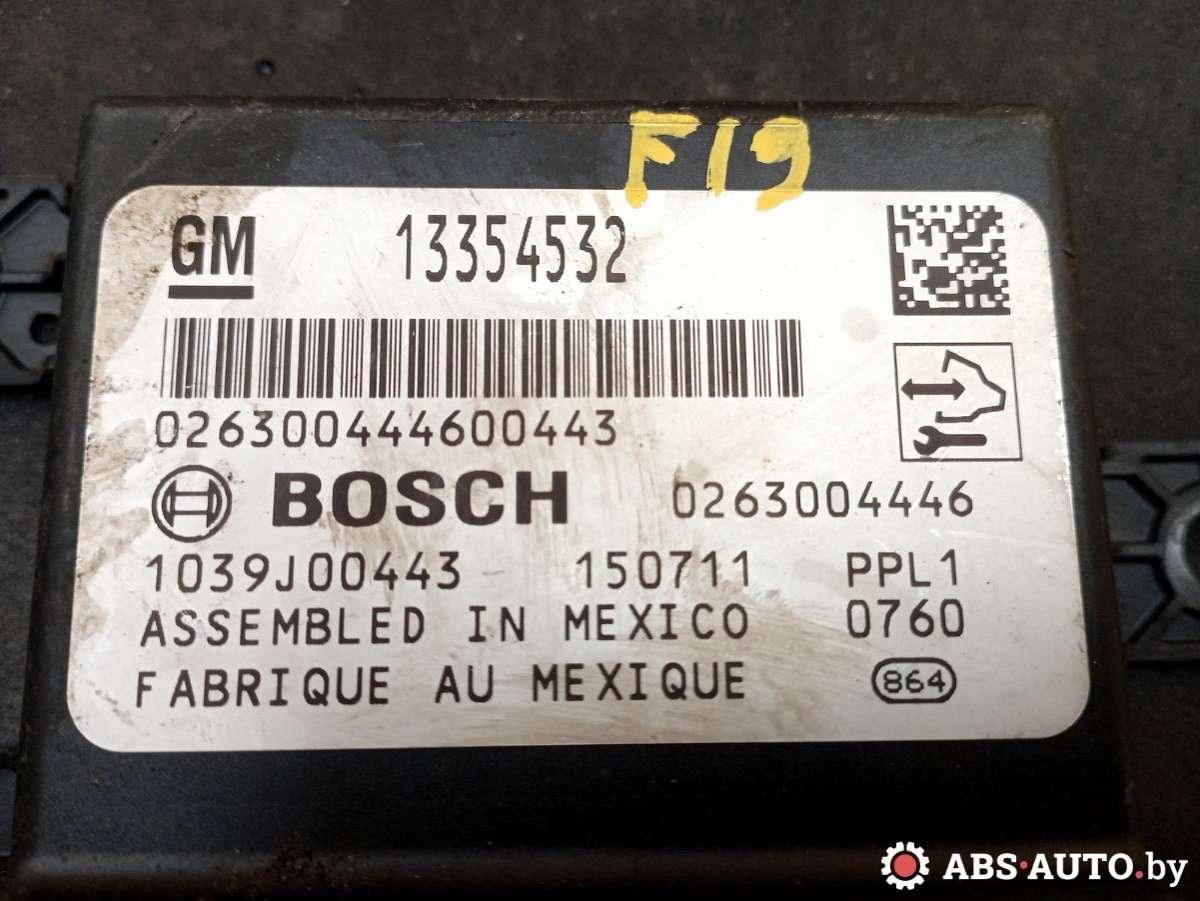 F19
GM 13354532
026300444600443
BOSCH 0263004446
1039J00443 150711 PPL1
ASSEMBLED IN MEXICO 0760
FABRIQUE AU MEXIQUE 864
ABS·AUTO.by